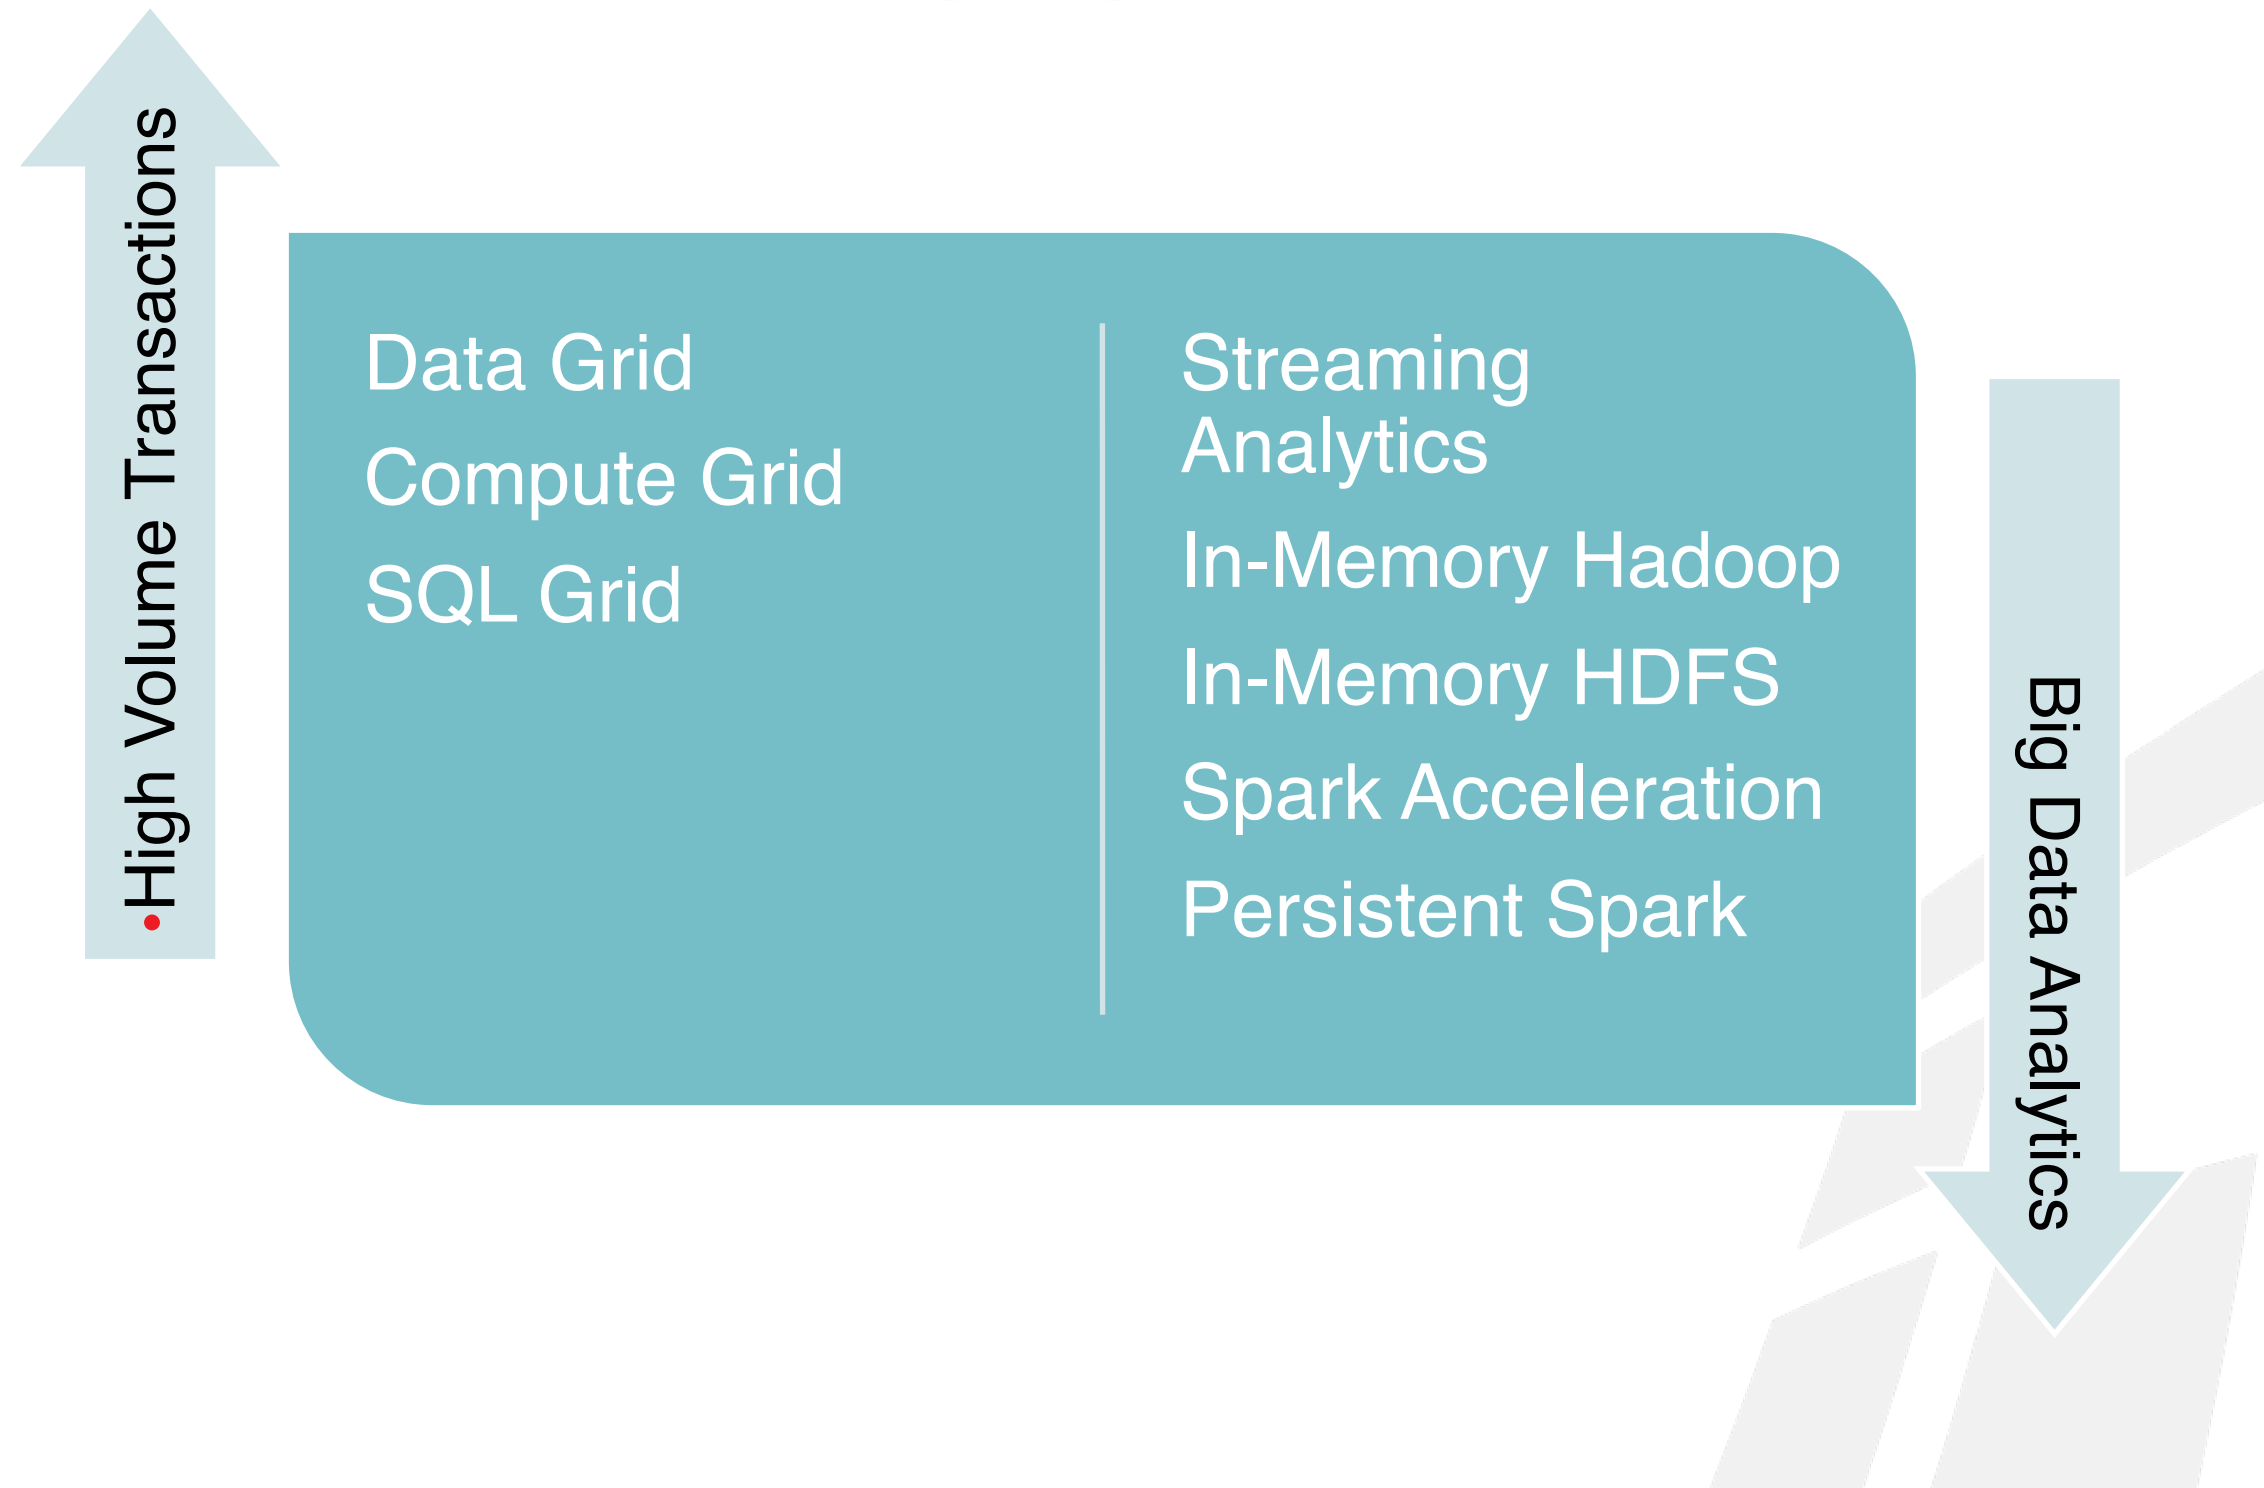 •High Volume Transactions
Data Grid
Compute Grid
SQL Grid
Streaming
Analytics
In-Memory Hadoop
In-Memory HDFS
Spark Acceleration
Persistent Spark
Big Data Analytics